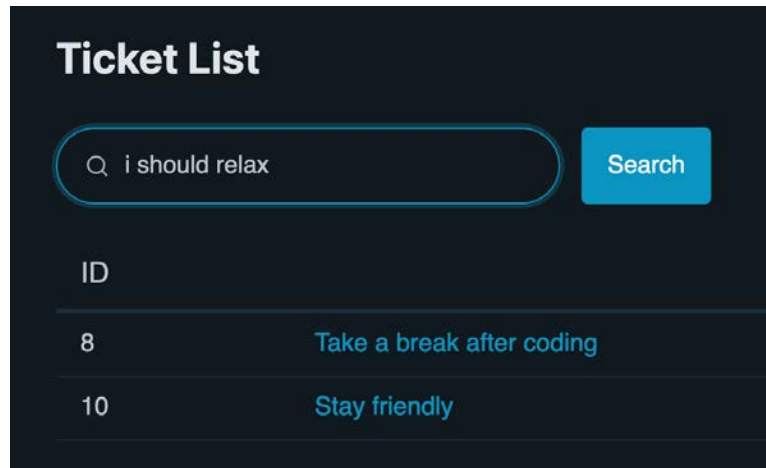 Ticket List
i should relax
Search
ID
8 Take a break after coding
10 Stay friendly